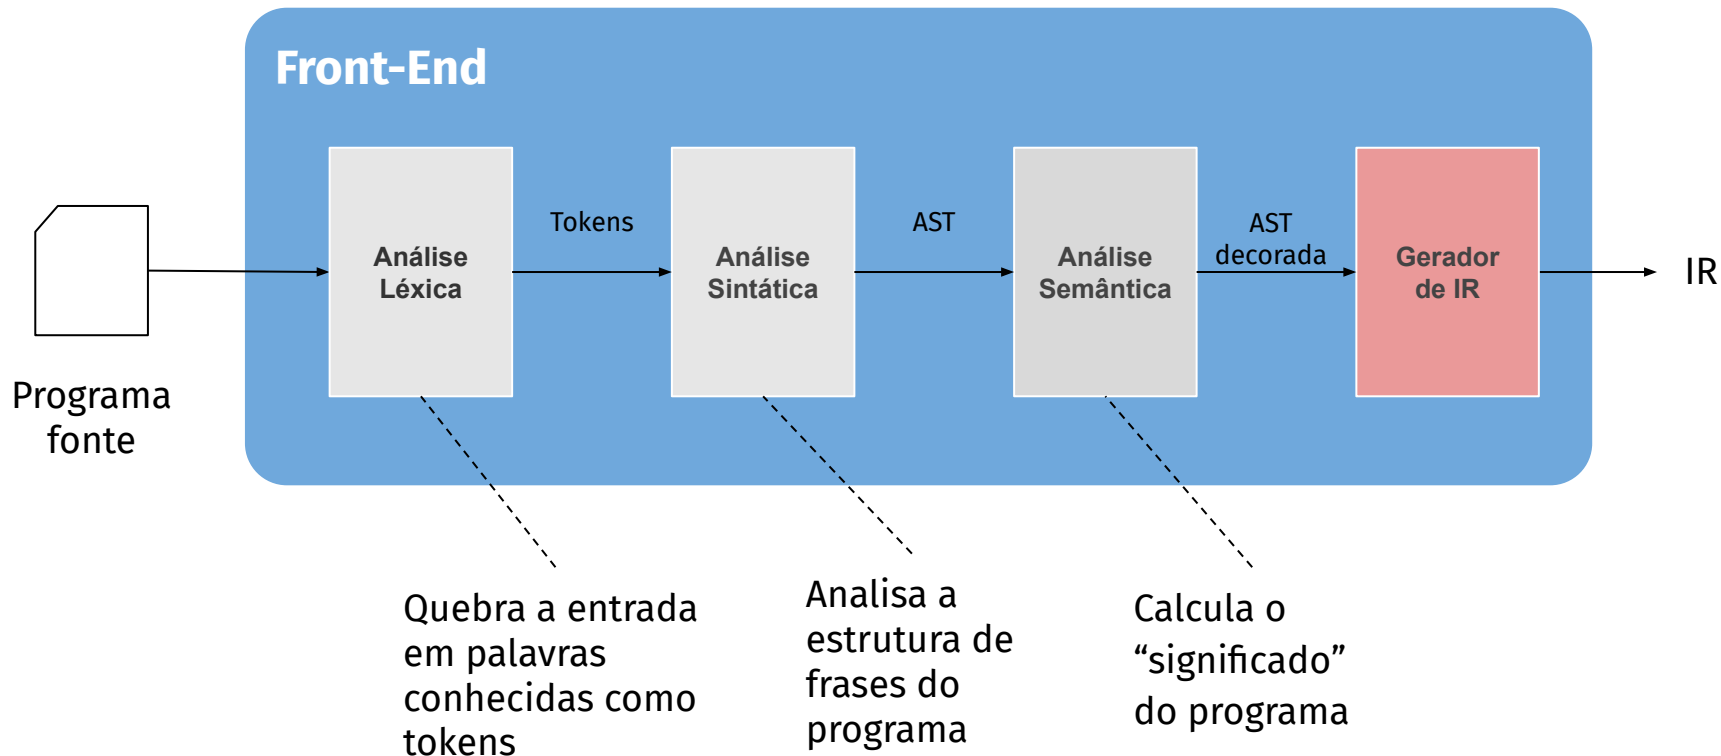 Front-End
Análise
Léxica
Tokens
Análise
Sintática
AST
Análise
Semântica
AST
decorada
Gerador
de IR
IR
Programa
fonte
Quebra a entrada
em palavras
conhecidas como
tokens
Analisa a
estrutura de
frases do
programa
Calcula o
“significado”
do programa